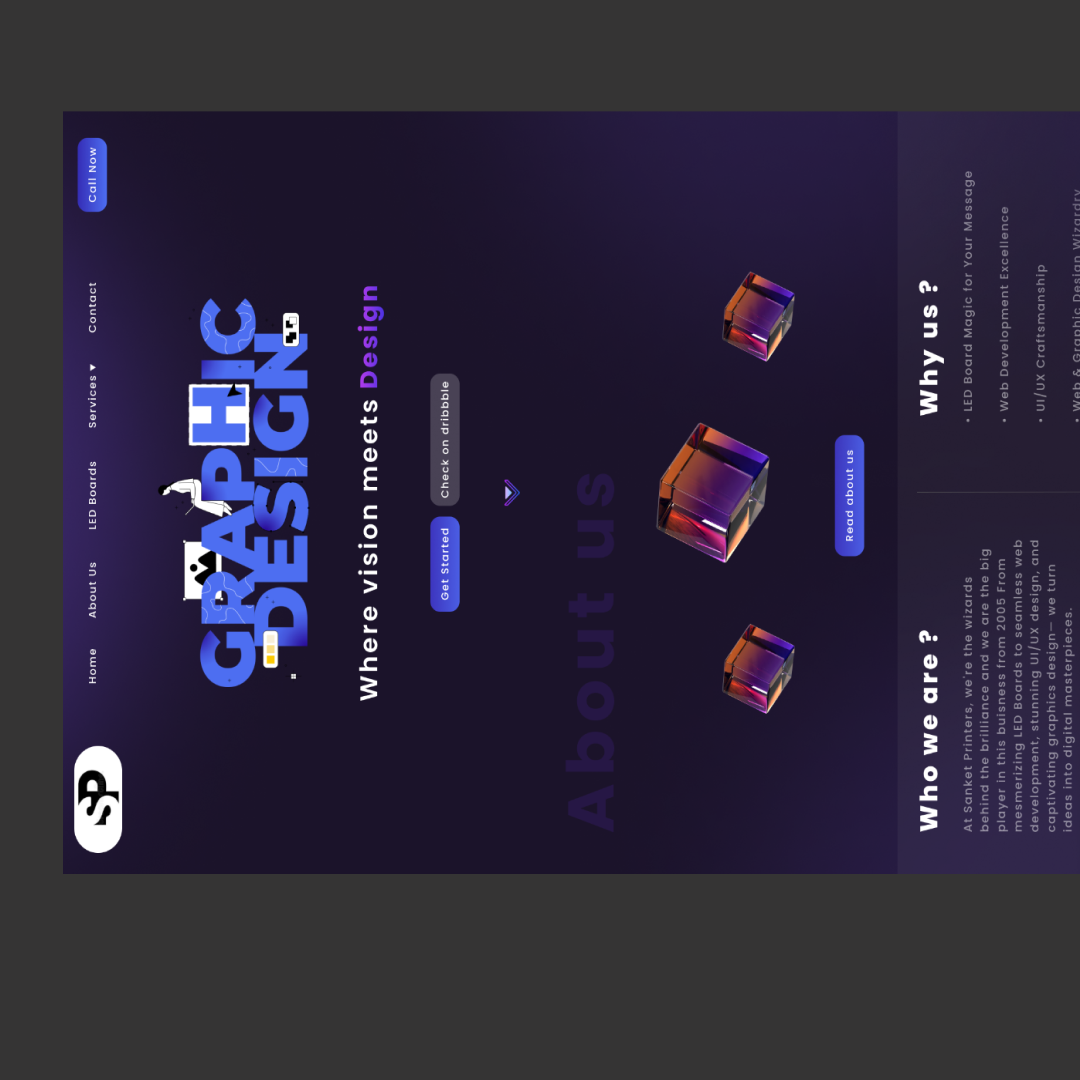 SP
Home
About Us
LED Boards
Services
Contact
Call Now
GRAPHIC
DESIGN
Where vision meets Design
Get Started
Check on dribbble
About us
Read about us
Who we are ?
At Sanket Printers, we're the wizards
behind the brilliance and we are the big
player in this buisness from 2005 From
mesmerizing LED Boards to seamless web
development, stunning UI/UX design, and
captivating graphics design— we turn
ideas into digital masterpieces.
Why us ?
• LED Board Magic for Your Message
• Web Development Excellence
• UI/UX Craftsmanship
• Web & Graphic Design Wizardry